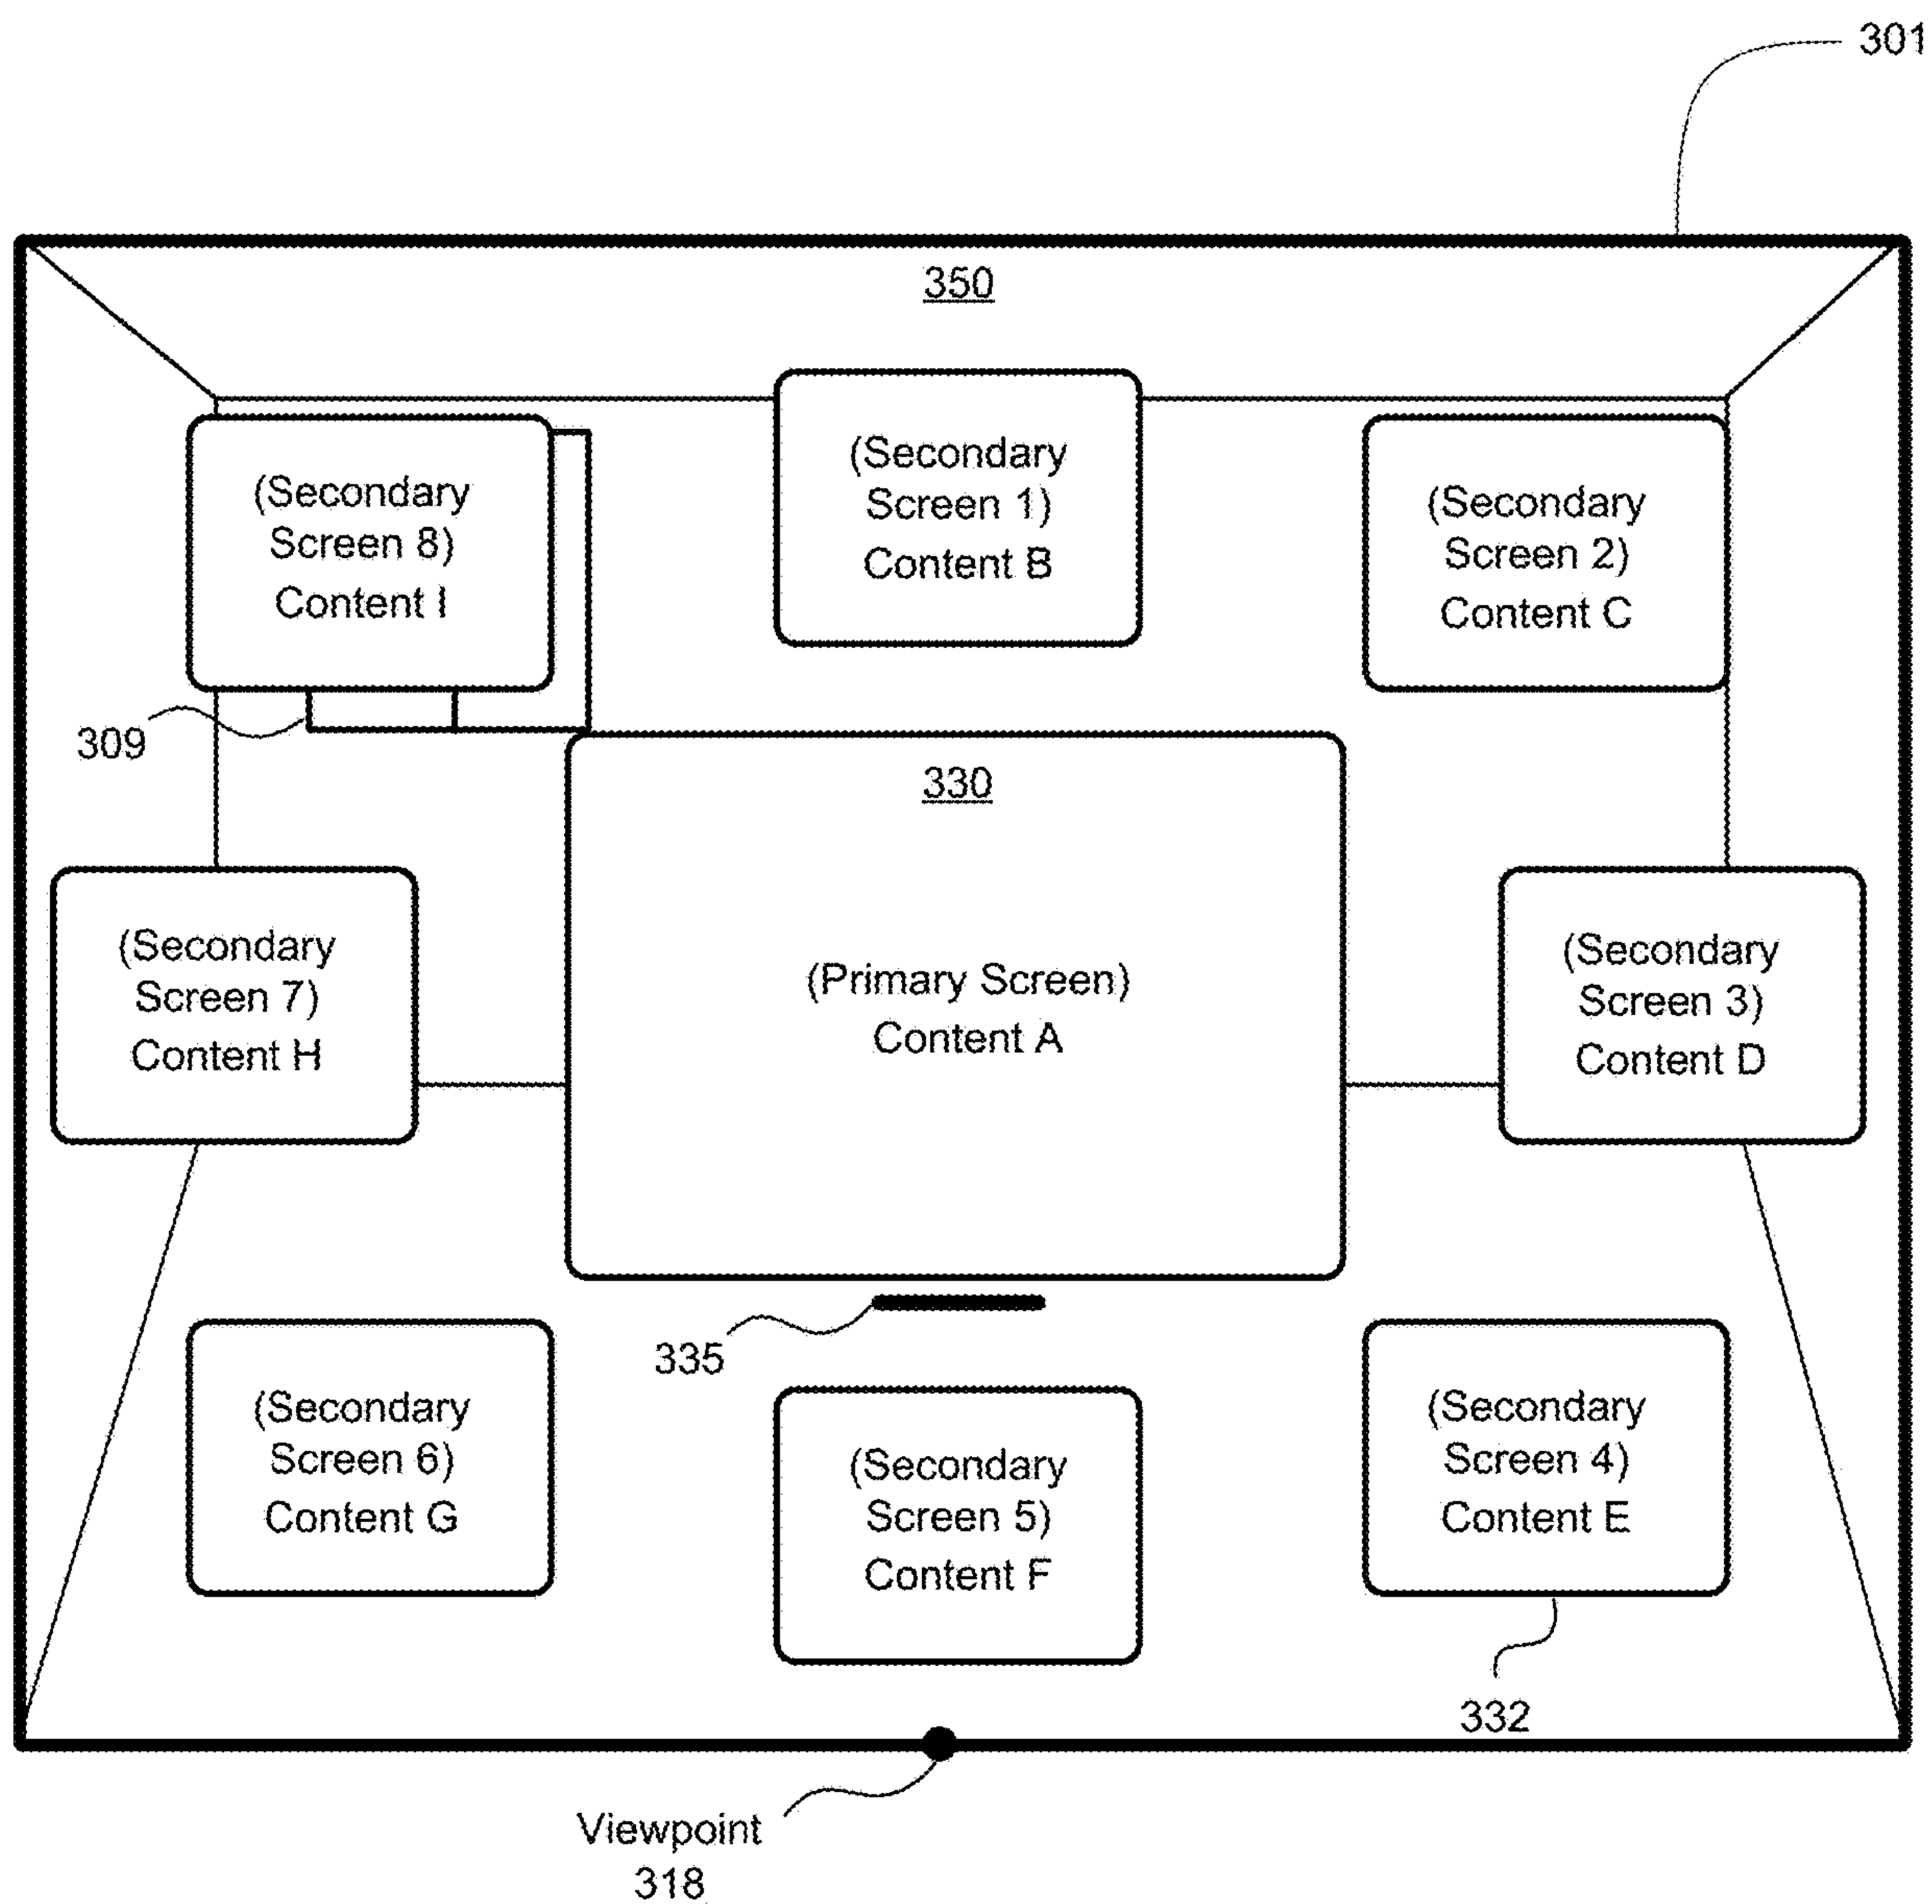 301
350
(Secondary
Screen 8)
Content I
(Secondary
Screen 1)
Content B
(Secondary
Screen 2)
Content C
309
330
(Secondary
Screen 7)
Content H
(Primary Screen)
Content A
(Secondary
Screen 3)
Content D
335
(Secondary
Screen 6)
Content G
(Secondary
Screen 5)
Content F
(Secondary
Screen 4)
Content E
332
Viewpoint
318